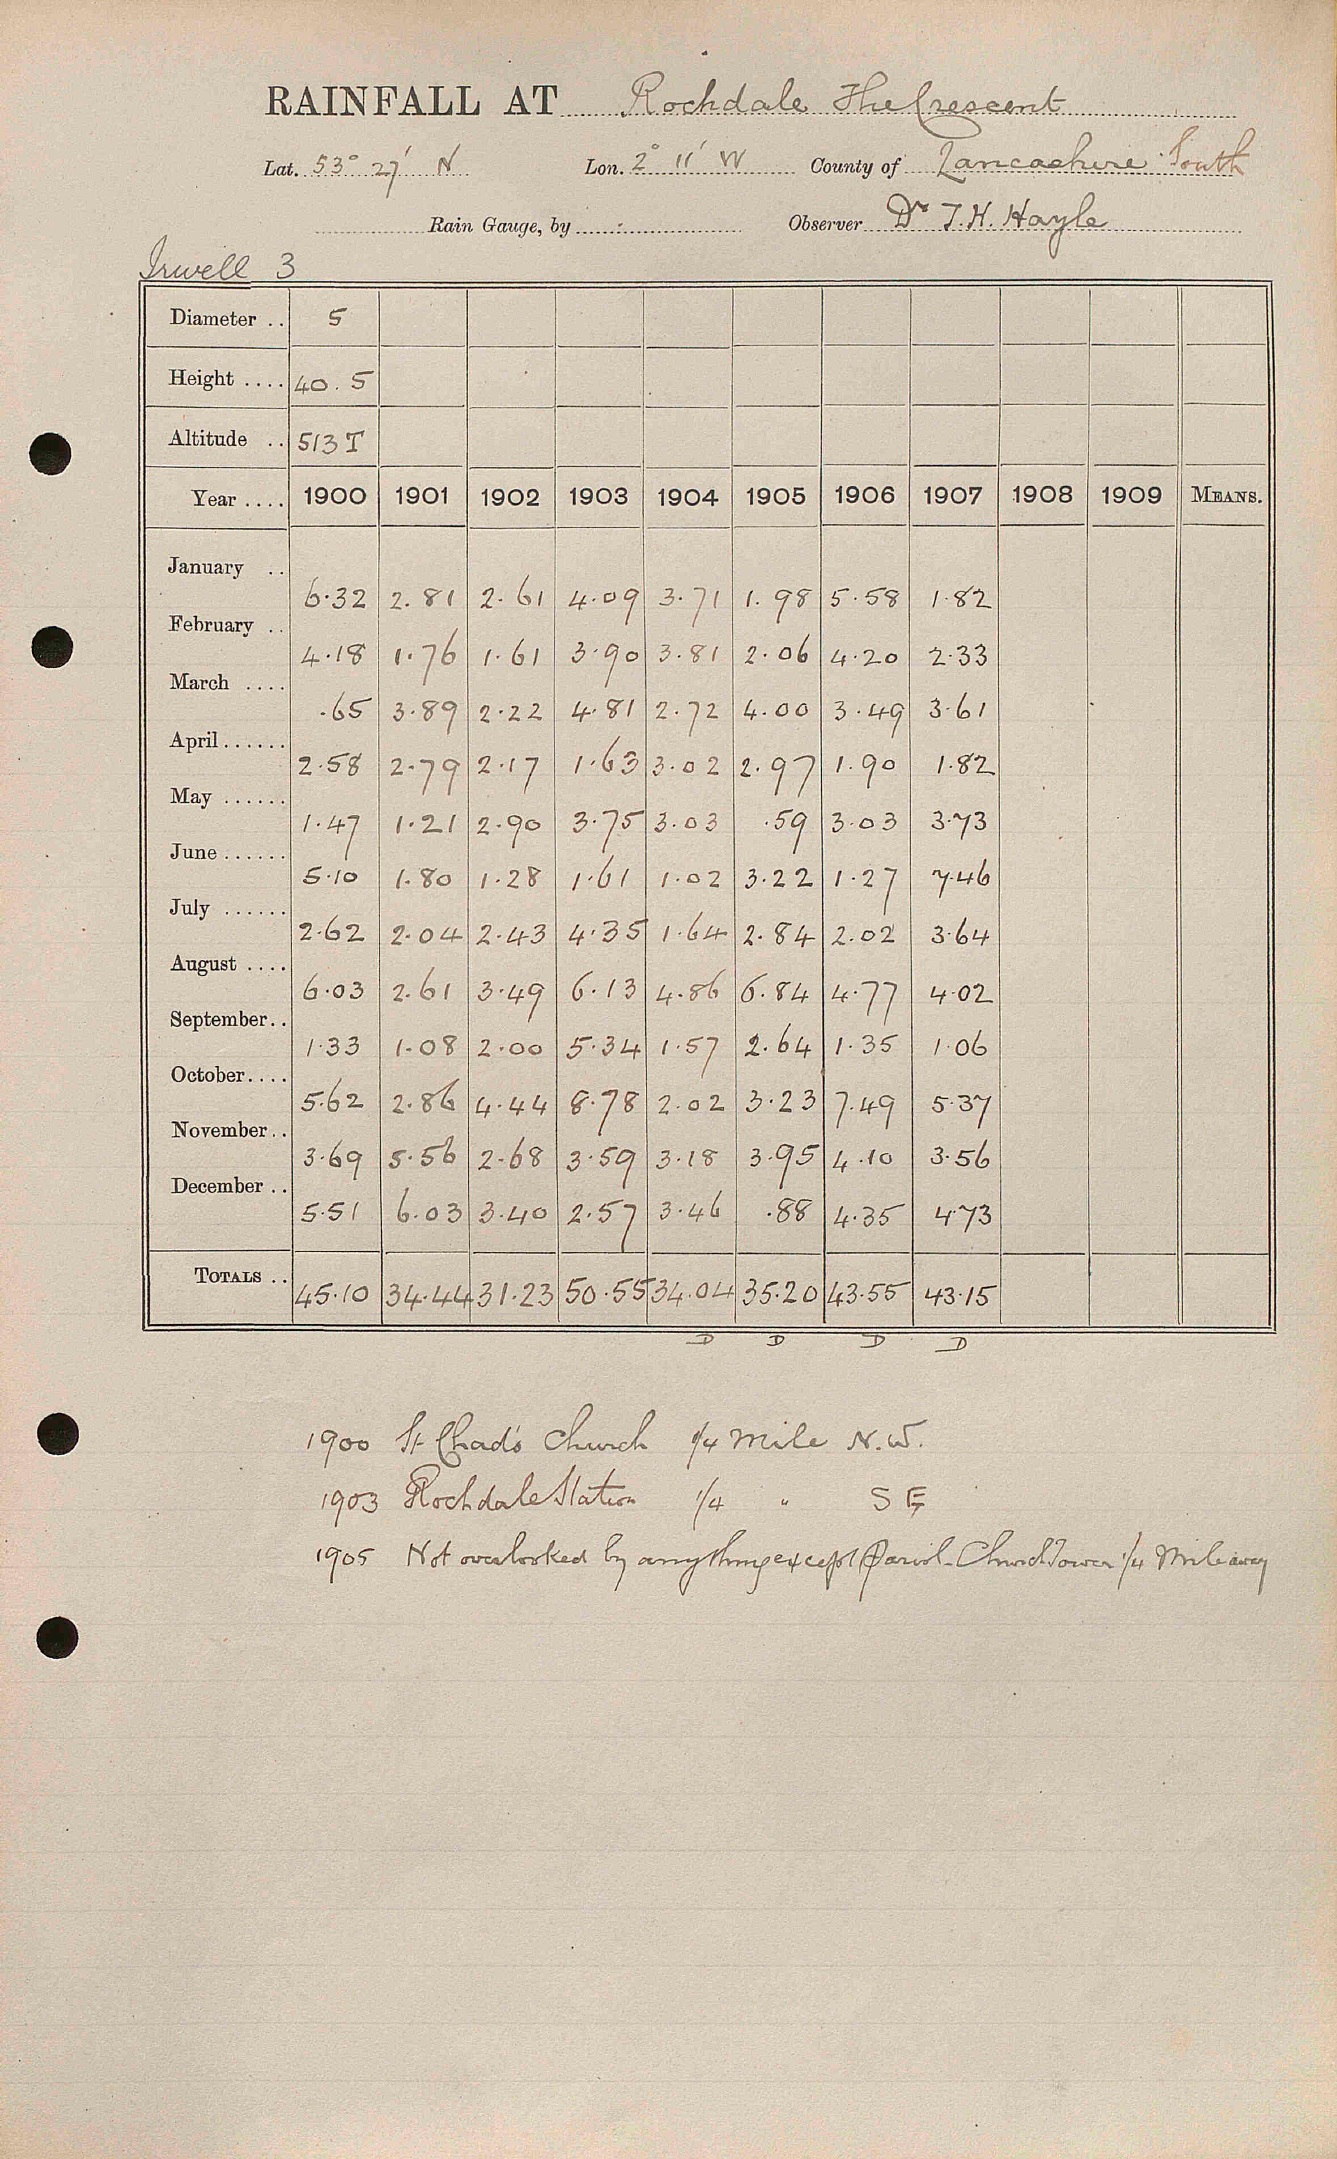 RAINFALL AT Rochdale The Crescent
Lat. 53° 27' N Lon. 2° 11' W County of Lancashire South
Rain Gauge, by - Observer Dr T. H. Hayle
Irwell 3
Diameter .. 5
Height .... 40.5
Altitude .. 513 T
Year .... 1900 1901 1902 1903 1904 1905 1906 1907 1908 1909 MEANS.
January .. 6.32 2.81 2.61 4.09 3.71 1.98 5.58 1.82
February .. 4.18 1.76 1.61 3.90 3.81 2.06 4.20 2.33
March .... .65 3.89 2.22 4.81 2.72 4.00 3.49 3.61
April ...... 2.58 2.79 2.17 1.63 3.02 2.97 1.90 1.82
May ...... 1.47 1.21 2.90 3.75 3.03 .59 3.03 3.73
June ...... 5.10 1.80 1.28 1.61 1.02 3.22 1.27 7.46
July ...... 2.62 2.04 2.43 4.35 1.64 2.84 2.02 3.64
August .... 6.03 2.61 3.49 6.13 4.86 6.84 4.77 4.02
September.. 1.33 1.08 2.00 5.34 1.57 2.64 1.35 1.06
October.... 5.62 2.86 4.44 8.78 2.02 3.23 7.49 5.37
November.. 3.69 5.56 2.68 3.59 3.18 3.95 4.10 3.56
December .. 5.51 6.03 3.40 2.57 3.46 .88 4.35 4.73
TOTALS .. 45.10 34.44 31.23 50.55 34.04 35.20 43.55 43.15
D D D D
1900 St Chad's Church 1/4 Mile N.W.
1903 Rochdale Station 1/4 " S E
1905 Not overlooked by anything except Parish Church Tower 1/4 Mile away